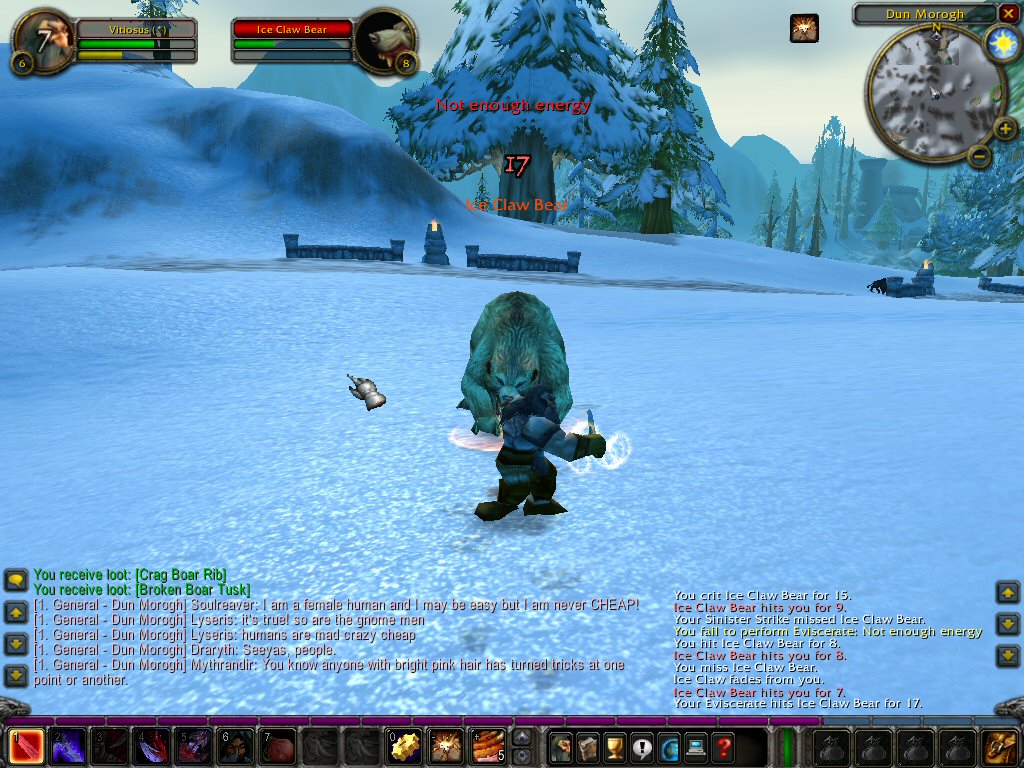 Vitiosus
7
6
Ice Claw Bear
8
Dun Morogh
N
Not enough energy
17
Ice Claw Bear
You receive loot: [Crag Boar Rib]
You receive loot: [Broken Boar Tusk]
[1. General - Dun Morogh] Soulreaver: I am a female human and I may be easy but I am never CHEAP!
[1. General - Dun Morogh] Lyseris: it's true! so are the gnome men
[1. General - Dun Morogh] Lyseris: humans are mad crazy cheap
[1. General - Dun Morogh] Draryth: Seeyas, people.
[1. General - Dun Morogh] Mythrandir: You know anyone with bright pink hair has turned tricks at one
point or another.
You crit Ice Claw Bear for 15.
Ice Claw Bear hits you for 9.
Your Sinister Strike missed Ice Claw Bear.
You fail to perform Eviscerate: Not enough energy
You hit Ice Claw Bear for 8.
Ice Claw Bear hits you for 8.
You miss Ice Claw Bear.
Ice Claw fades from you.
Ice Claw Bear hits you for 7.
Your Eviscerate hits Ice Claw Bear for 17.
1 2 3 4 5 6 7 0 5